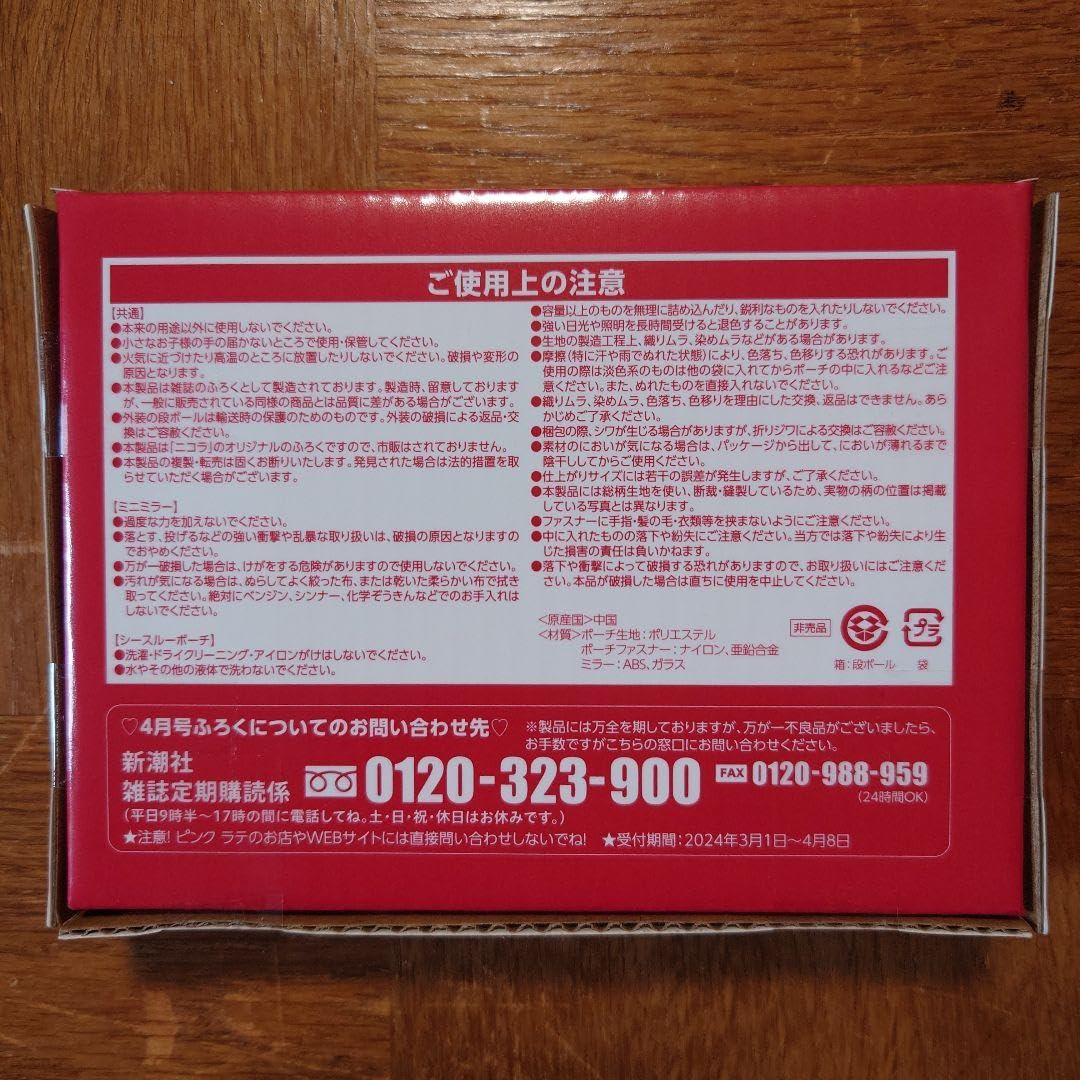 ご使用上の注意
【共通】
●本来の用途以外に使用しないでください。
●小さなお子様の手の届かないところで使用・保管してください。
●火気に近づけたり高温のところに放置したりしないでください。破損や変形の
原因となります。
●本製品は雑誌のふろくとして製造されております。製造時、留意しております
が、一般に販売されている同様の商品とは品質に差がある場合がございます。
●外装の段ボールは輸送時の保護のためのものです。外装の破損による返品・交
換はご容赦ください。
●本製品は「ニコラ」のオリジナルのふろくですので、市販はされておりません。
●本製品の複製・転売は固くお断りいたします。発見された場合は法的措置を取
らせていただく場合がございます。
【ミニミラー】
●過度な力を加えないでください。
●落とす、投げるなどの強い衝撃や乱暴な取り扱いは、破損の原因となりますの
でおやめください。
●万が一破損した場合は、けがをする危険がありますので使用しないでください。
●汚れが気になる場合は、ぬらしてよく絞った布、または乾いた柔らかい布で拭き
取ってください。絶対にベンジン、シンナー、化学ぞうきんなどでのお手入れは
しないでください。
【シースルーポーチ】
●洗濯・ドライクリーニング・アイロンがけはしないでください。
●水やその他の液体で洗わないでください。
●容量以上のものを無理に詰め込んだり、鋭利なものを入れたりしないでください。
●強い日光や照明を長時間受けると退色することがあります。
●生地の製造工程上、織りムラ、染めムラなどがある場合があります。
●摩擦(特に汗や雨でぬれた状態)により、色落ち、色移りする恐れがあります。ご
使用の際は淡色系のものは他の袋に入れてからポーチの中に入れるなどご注
意ください。また、ぬれたものを直接入れないでください。
●織りムラ、染めムラ、色落ち、色移りを理由にした交換、返品はできません。あら
かじめご了承ください。
●梱包の際、シワが生じる場合がありますが、折りジワによる交換はご容赦ください。
●素材のにおいが気になる場合は、パッケージから出して、においが薄れるまで
陰干ししてからご使用ください。
●仕上がりサイズには若干の誤差が発生しますが、ご了承ください。
●本製品には総柄生地を使い、断裁・縫製しているため、実物の柄の位置は掲載
している写真とは異なります。
●ファスナーに手指・髪の毛・衣類等を挟まないようにご注意ください。
●中に入れたものの落下や紛失にご注意ください。当方では落下や紛失により生
じた損害の責任は負いかねます。
●落下や衝撃によって破損する恐れがありますので、お取り扱いにはご注意くだ
さい。本品が破損した場合は直ちに使用を中止してください。
<原産国>中国
<材質>ポーチ生地:ポリエステル
ポーチファスナー:ナイロン、亜鉛合金
ミラー:ABS、ガラス
非売品
プラ
箱:段ボール 袋
♡4月号ふろくについてのお問い合わせ先♡
新潮社
雑誌定期購読係
0120-323-900
(平日9時半〜17時の間に電話してね。土・日・祝・休日はお休みです。)
※製品には万全を期しておりますが、万が一不良品がございましたら、
お手数ですがこちらの窓口にお問い合わせください。
FAX 0120-988-959
(24時間OK)
★注意! ピンク ラテのお店やWEBサイトには直接問い合わせしないでね! ★受付期間:2024年3月1日〜4月8日